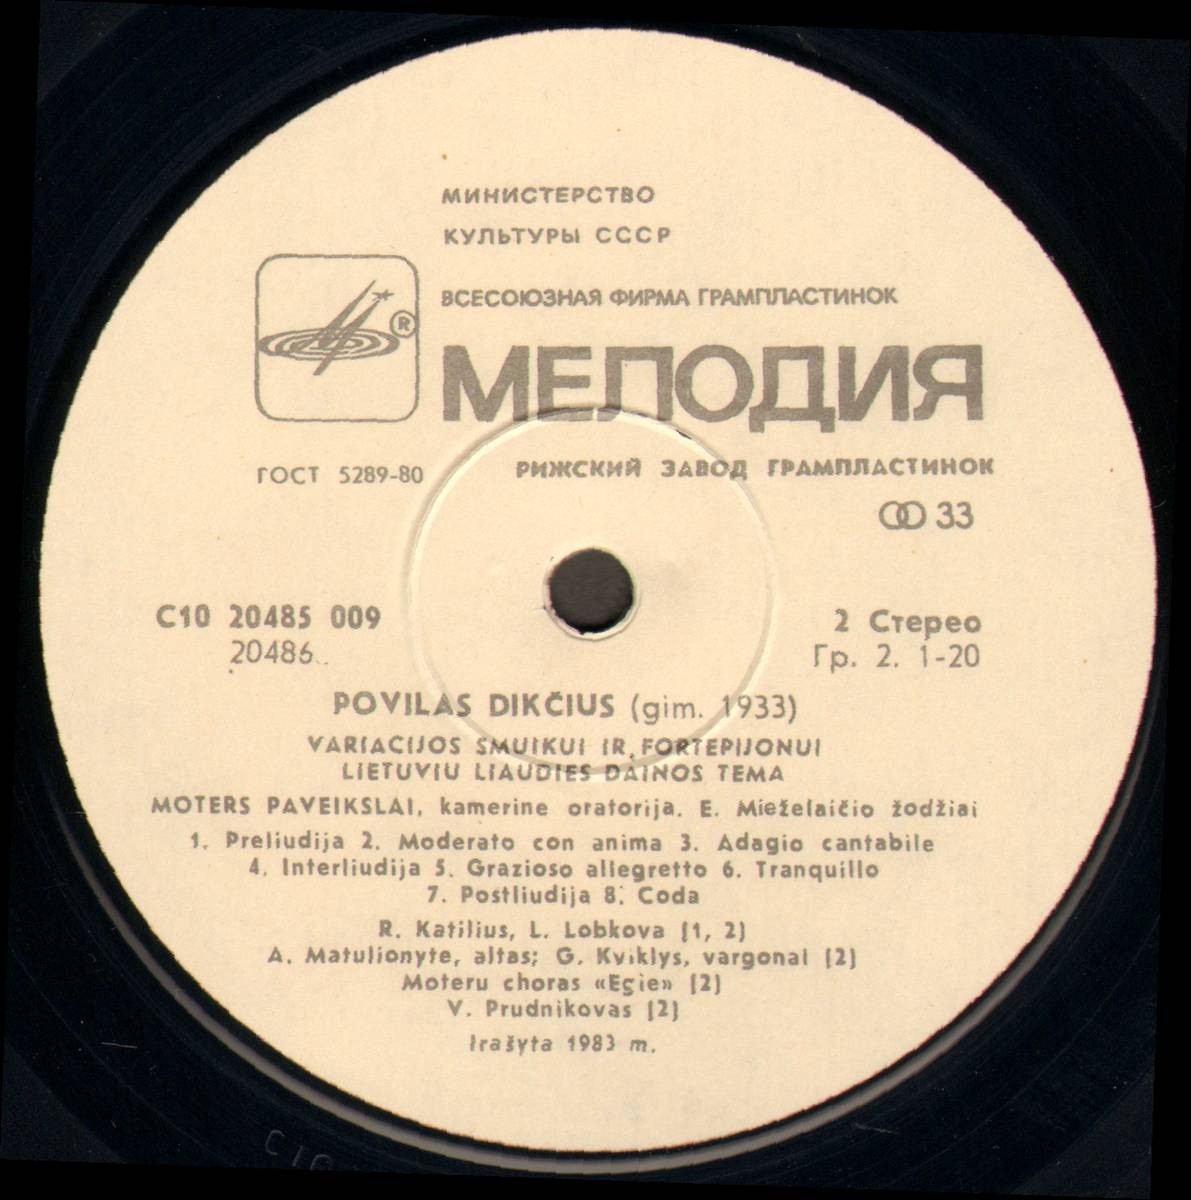 МИНИСТЕРСТВО
КУЛЬТУРЫ СССР
ВСЕСОЮЗНАЯ ФИРМА ГРАМПЛАСТИНОК
®
МЕЛОДИЯ
ГОСТ 5289-80
РИЖСКИЙ ЗАВОД ГРАМПЛАСТИНОК
33
С10 20485 009
20486
2 Стерео
Гр. 2. 1-20
POVILAS DIKČIUS (gim. 1933)
VARIACIJOS SMUIKUI IR FORTEPIJONUI
LIETUVIU LIAUDIES DAINOS TEMA
MOTERS PAVEIKSLAI, kamerine oratorija. E. Mieželaičio žodžiai
1. Preliudija 2. Moderato con anima 3. Adagio cantabile
4. Interliudija 5. Grazioso allegretto 6. Tranquillo
7. Postliudija 8. Coda
R. Katilius, L. Lobkova (1, 2)
A. Matulionyte, altas; G. Kviklys, vargonai (2)
Moteru choras «Eglė» (2)
V. Prudnikovas (2)
Irašyta 1983 m.
C10